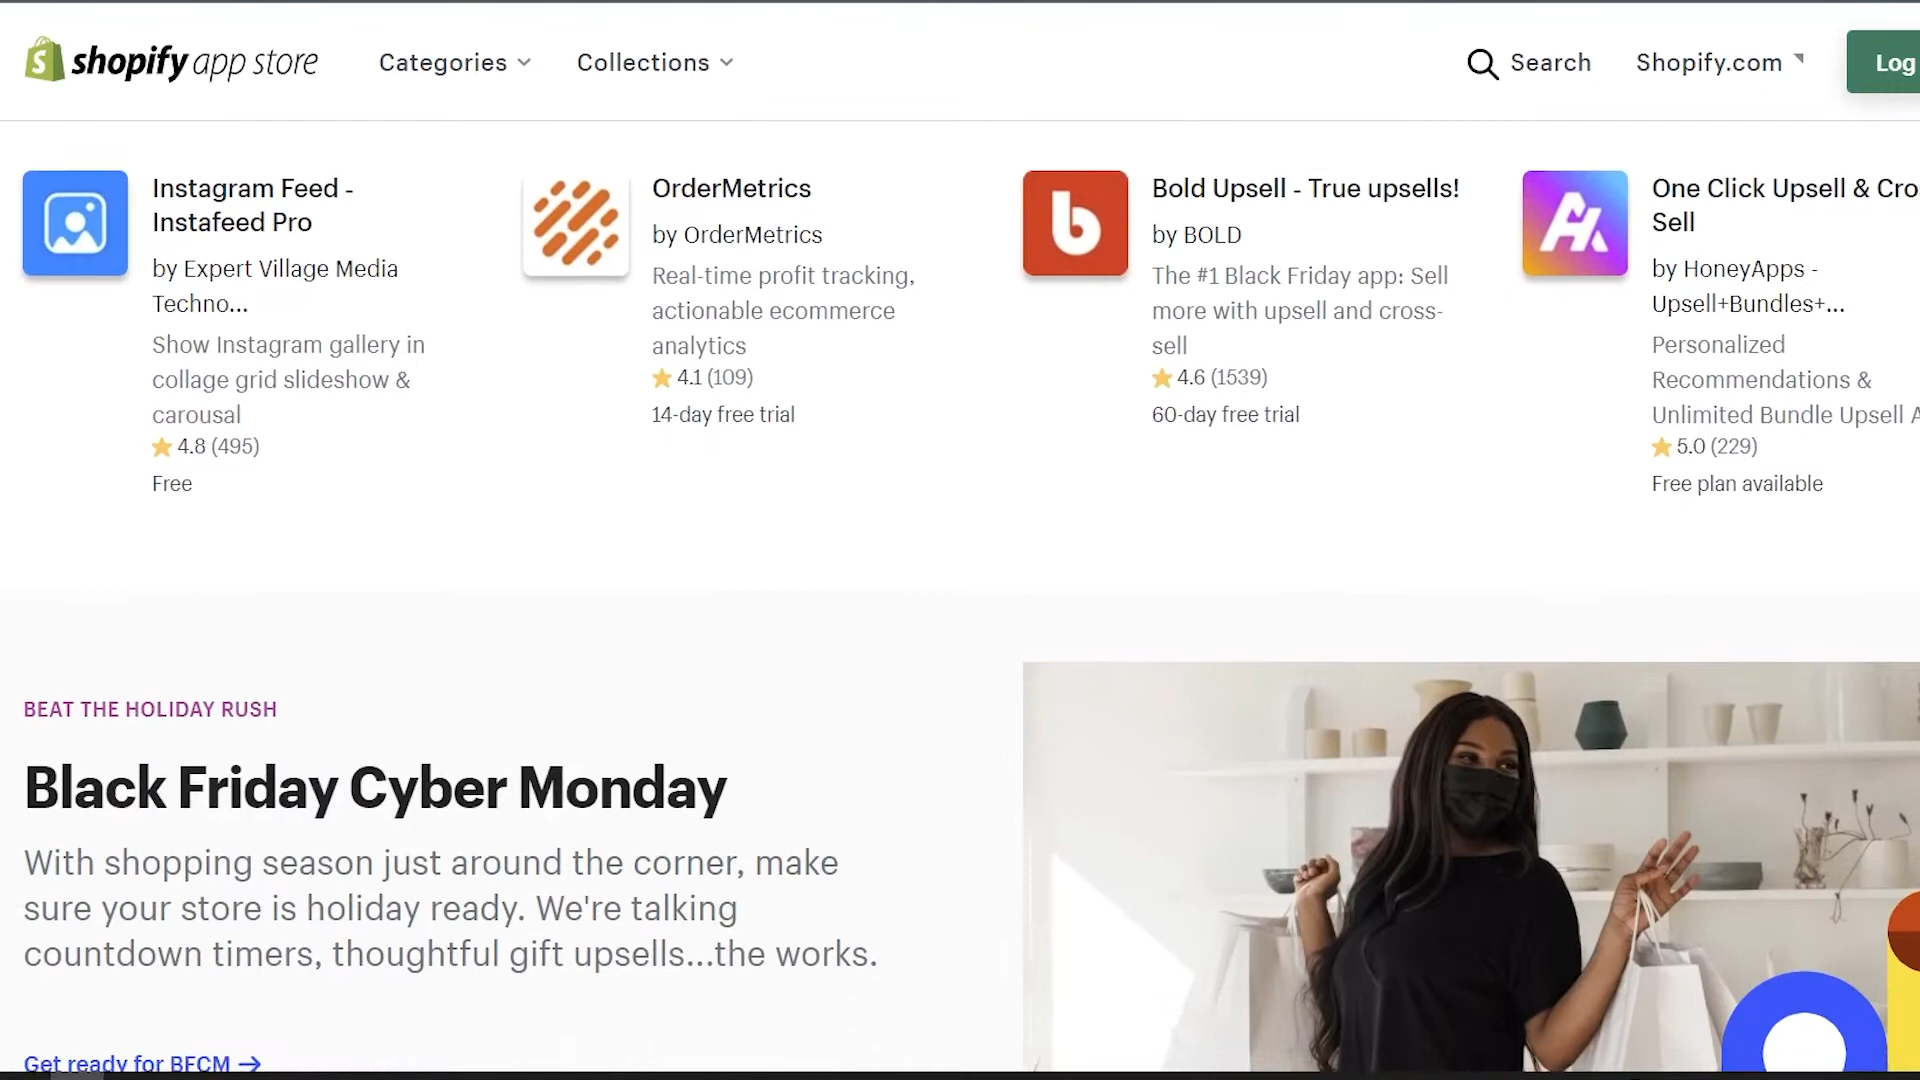 shopify app store
Categories
Collections
Search
Shopify.com
Log
Instagram Feed -
Instafeed Pro
by Expert Village Media
Techno...
Show Instagram gallery in
collage grid slideshow &
carousal
4.8 (495)
Free
OrderMetrics
by OrderMetrics
Real-time profit tracking,
actionable ecommerce
analytics
4.1 (109)
14-day free trial
Bold Upsell - True upsells!
by BOLD
The #1 Black Friday app: Sell
more with upsell and cross-
sell
4.6 (1539)
60-day free trial
One Click Upsell & Cro
Sell
by HoneyApps -
Upsell+Bundles+...
Personalized
Recommendations &
Unlimited Bundle Upsell A
5.0 (229)
Free plan available
BEAT THE HOLIDAY RUSH
Black Friday Cyber Monday
With shopping season just around the corner, make
sure your store is holiday ready. We're talking
countdown timers, thoughtful gift upsells...the works.
Get ready for BFCM →